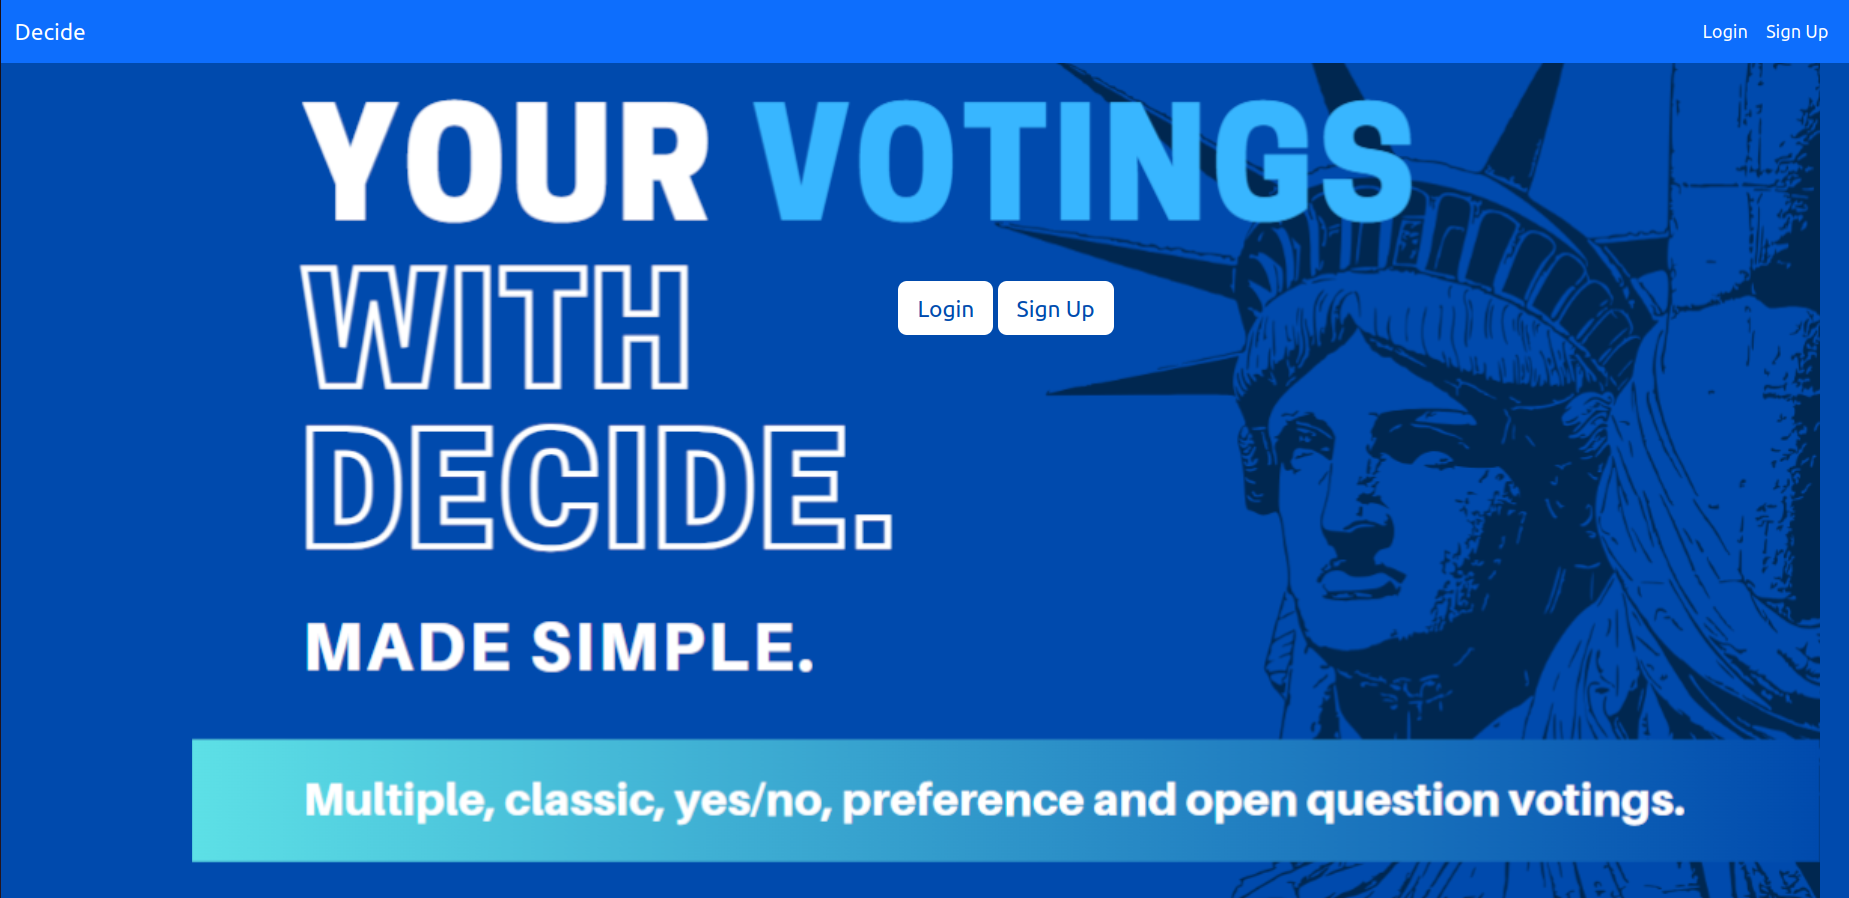 Decide
Login Sign Up
YOUR VOTINGS
WITH
Login Sign Up
DECIDE.
MADE SIMPLE.
Multiple, classic, yes/no, preference and open question votings.